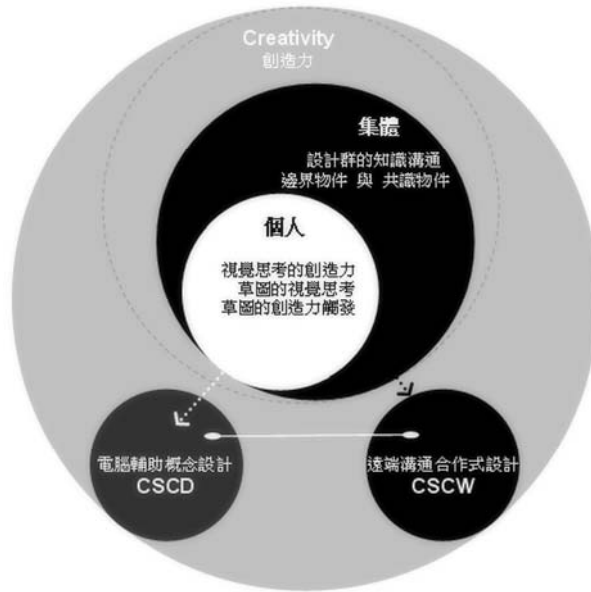 Creativity
創造力
集體
設計群的知識溝通
邊界物件 與 共識物件
個人
視覺思考的創造力
草圖的視覺思考
草圖的創造力觸發
電腦輔助概念設計
CSCD
遠端溝通合作式設計
CSCW